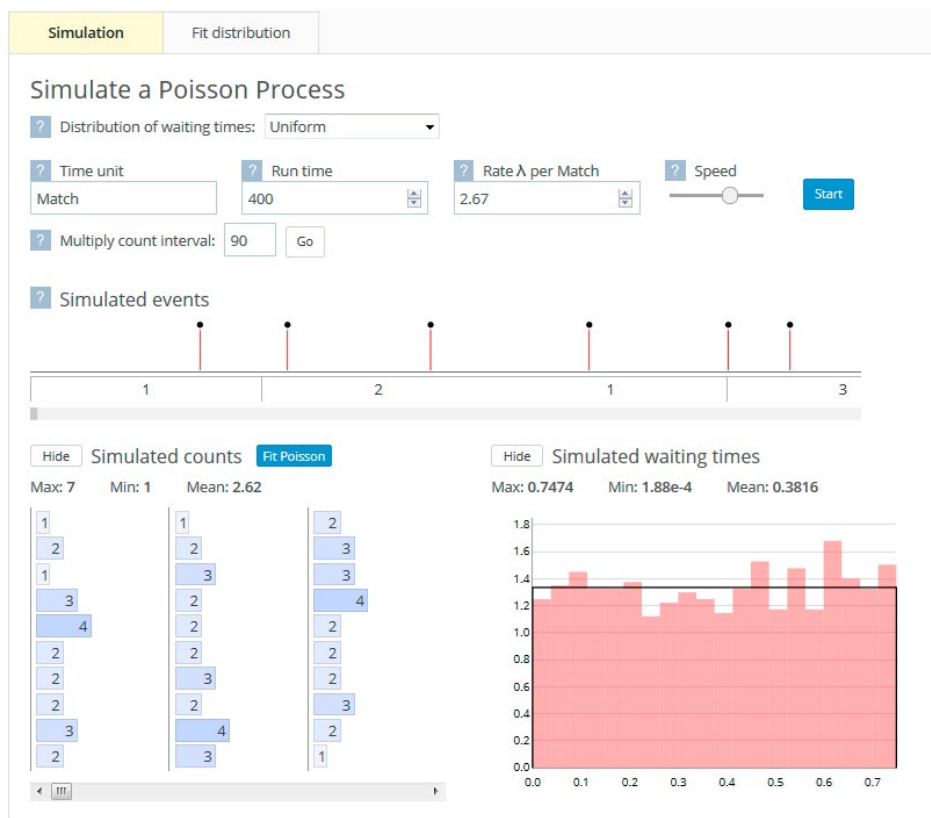 Simulation Fit distribution
Simulate a Poisson Process
? Distribution of waiting times: Uniform
? Time unit ? Run time ? Rate λ per Match ? Speed
Match 400 2.67 Start
? Multiply count interval: 90 Go
? Simulated events
1 2 1 3
Hide Simulated counts Fit Poisson
Max: 7 Min: 1 Mean: 2.62
1 1 2
2 2 3
1 3 3
3 2 4
4 2 2
2 2 2
2 3 2
2 2 3
3 4 2
2 3 1
Hide Simulated waiting times
Max: 0.7474 Min: 1.88e-4 Mean: 0.3816
1.8
1.6
1.4
1.2
1.0
0.8
0.6
0.4
0.2
0.0
0.0 0.1 0.2 0.3 0.4 0.5 0.6 0.7